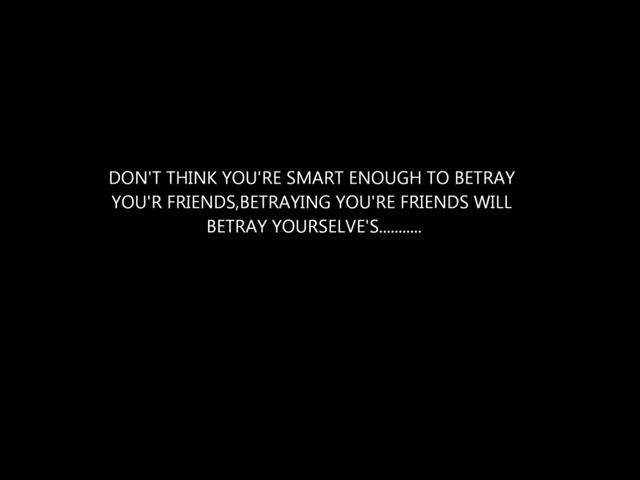 DON'T THINK YOU'RE SMART ENOUGH TO BETRAY
YOU'R FRIENDS,BETRAYING YOU'RE FRIENDS WILL
BETRAY YOURSELVE'S...........